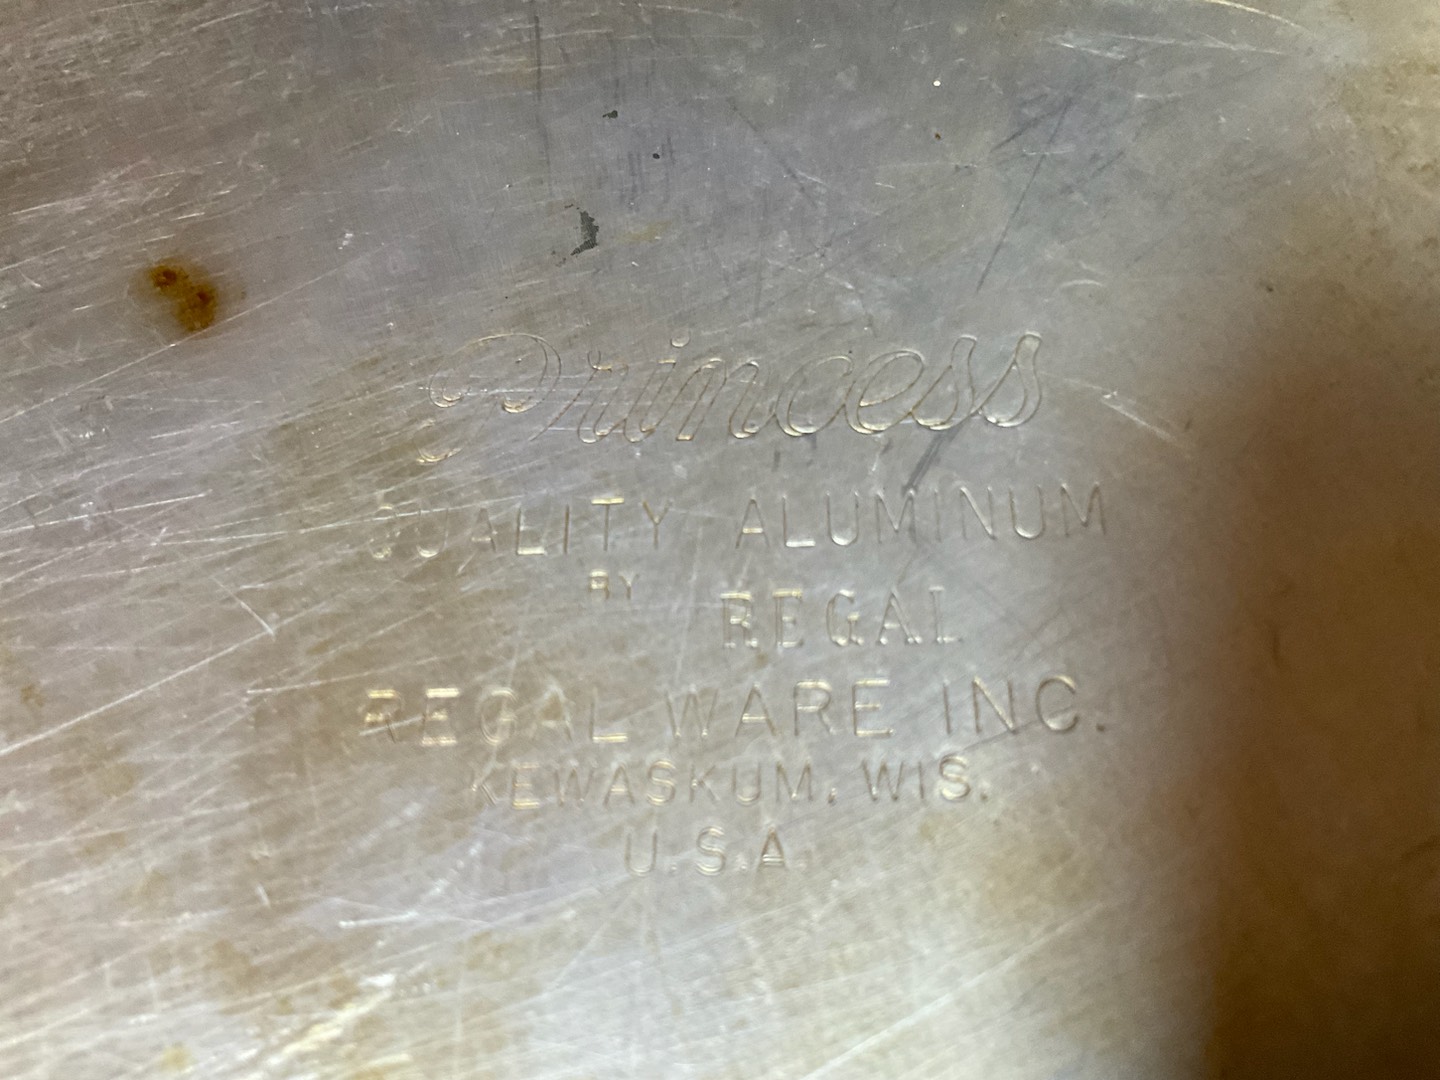 Princess
QUALITY ALUMINUM
BY REGAL
REGAL WARE INC.
KEWASKUM, WIS.
U.S.A